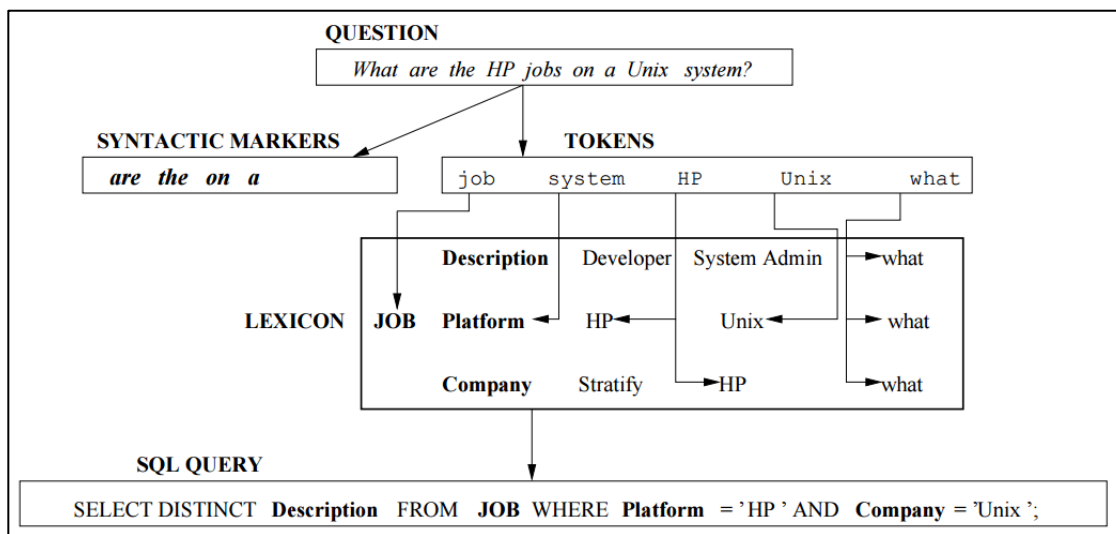 QUESTION
What are the HP jobs on a Unix system?
SYNTACTIC MARKERS TOKENS
are the on a
job system HP Unix what
Description Developer System Admin what
LEXICON JOB Platform HP Unix what
Company Stratify HP what
SQL QUERY
SELECT DISTINCT Description FROM JOB WHERE Platform = 'HP ' AND Company = 'Unix ';